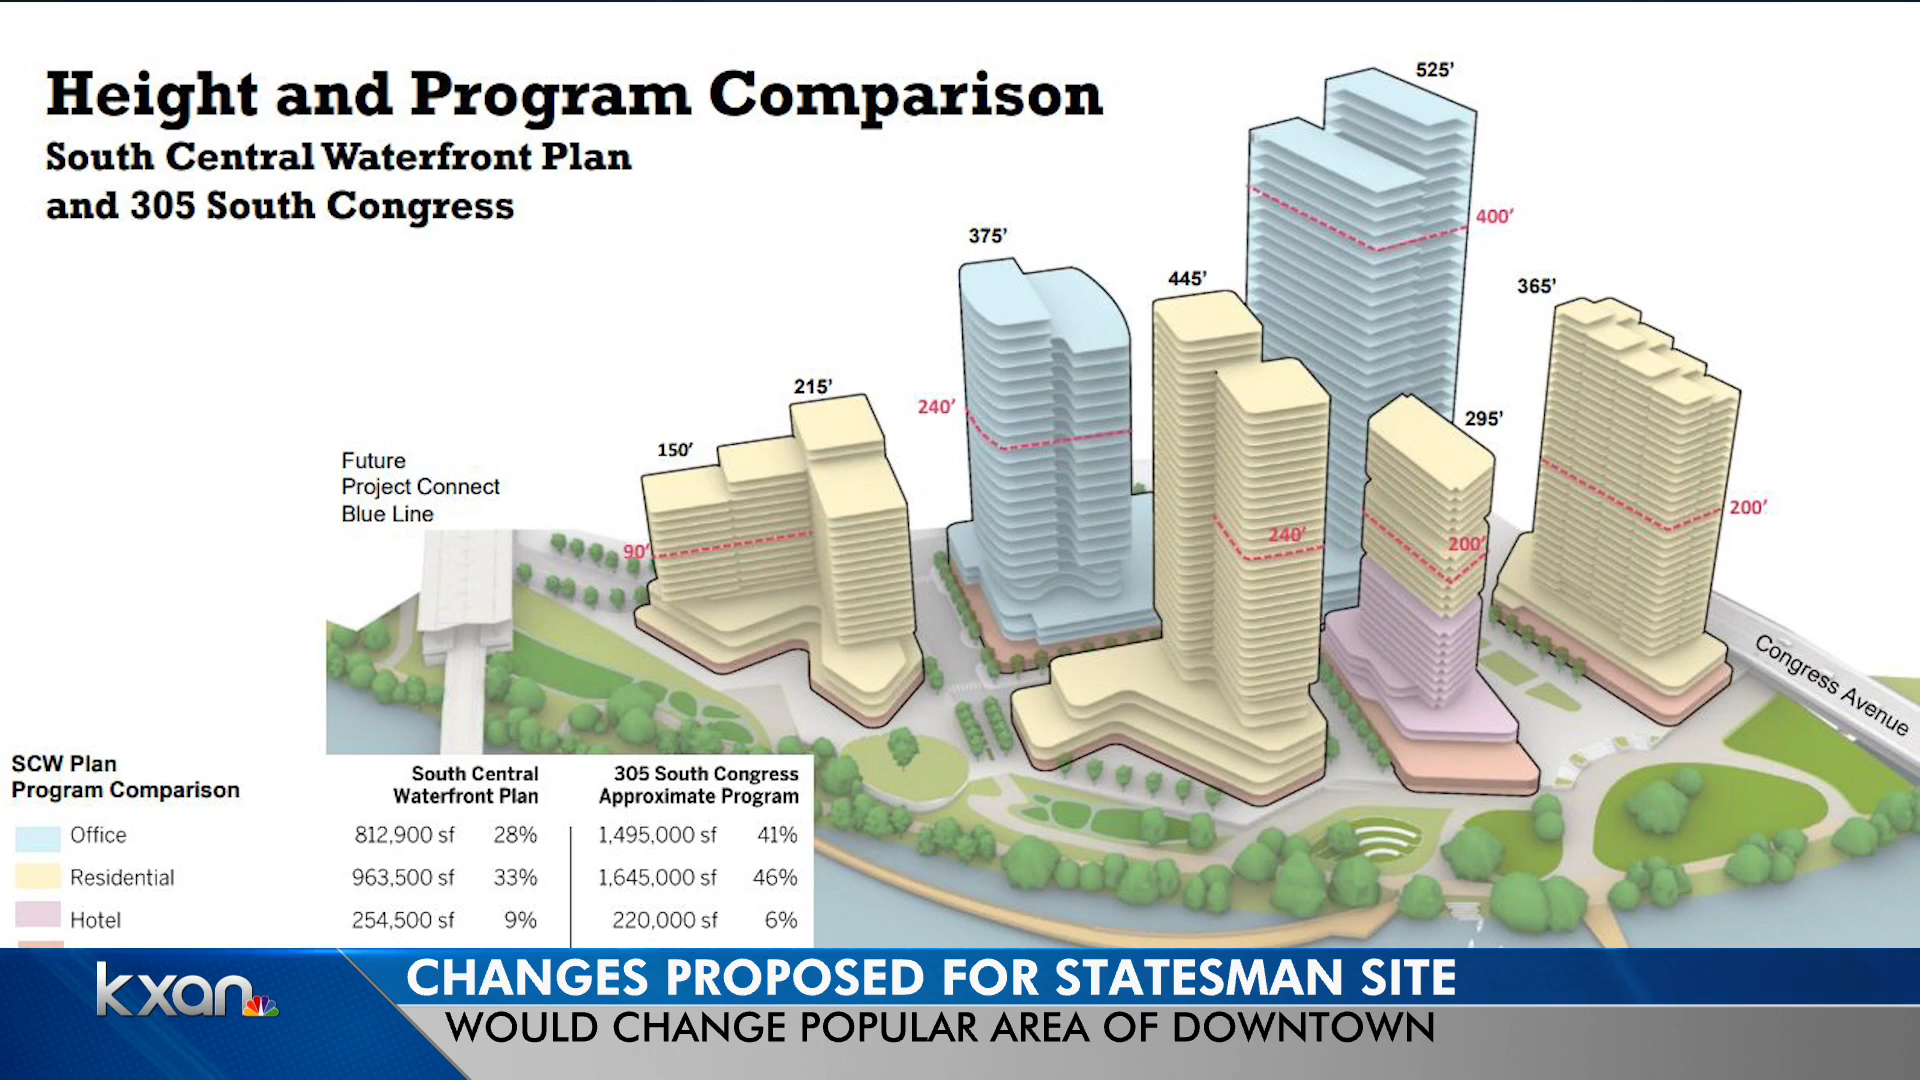 Height and Program Comparison
South Central Waterfront Plan
and 305 South Congress
525'
400'
375'
445'
365'
215'
240'
295'
150'
Future
Project Connect
Blue Line
90'
240'
200'
200'
Congress Avenue
SCW Plan
Program Comparison
South Central
Waterfront Plan
305 South Congress
Approximate Program
Office 812,900 sf 28% 1,495,000 sf 41%
Residential 963,500 sf 33% 1,645,000 sf 46%
Hotel 254,500 sf 9% 220,000 sf 6%
kxan
CHANGES PROPOSED FOR STATESMAN SITE
WOULD CHANGE POPULAR AREA OF DOWNTOWN